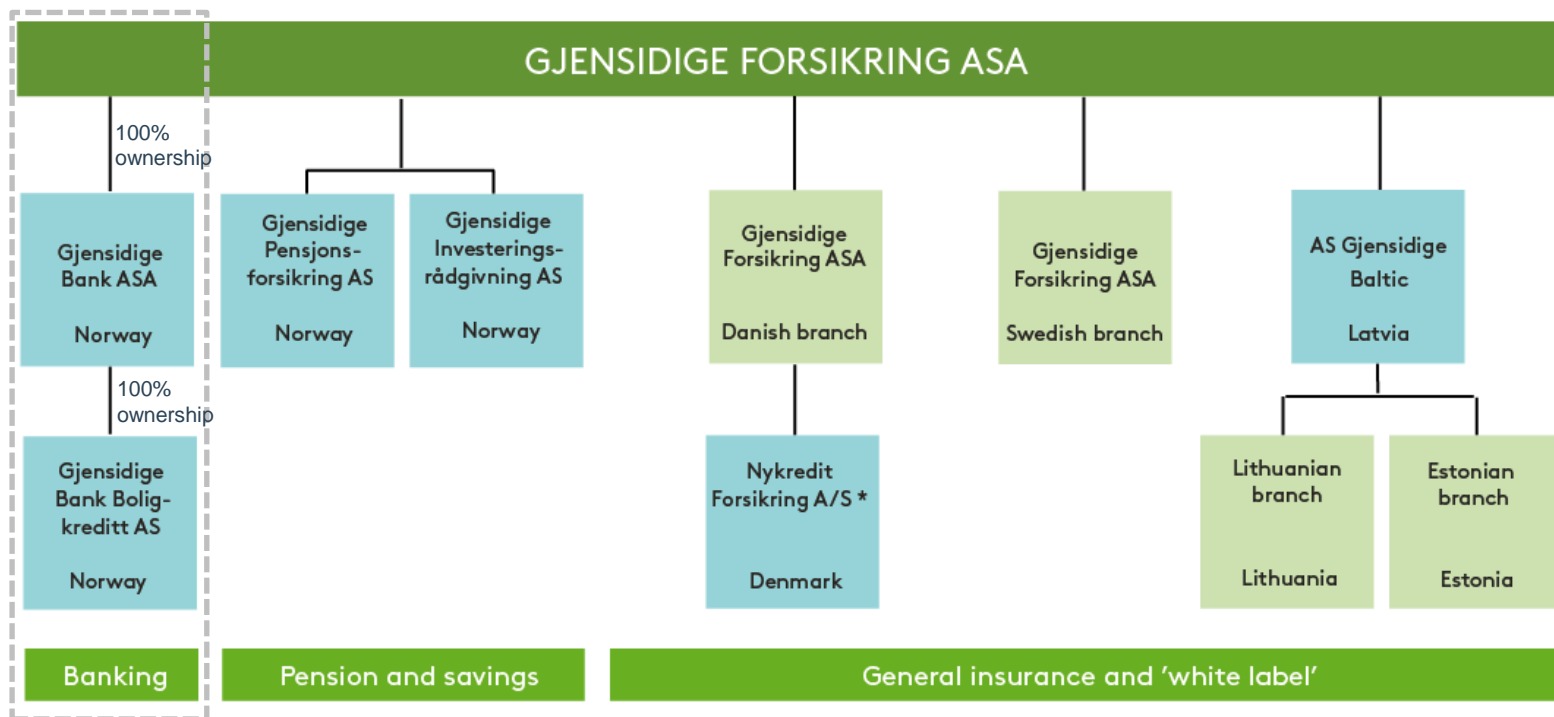 GJENSIDIGE FORSIKRING ASA
100%
ownership
Gjensidige
Bank ASA
Norway
100%
ownership
Gjensidige
Bank Bolig-
kreditt AS
Norway
Gjensidige
Pensjons-
forsikring AS
Norway
Gjensidige
Investerings-
rådgivning AS
Norway
Gjensidige
Forsikring ASA
Danish branch
Nykredit
Forsikring A/S *
Denmark
Gjensidige
Forsikring ASA
Swedish branch
AS Gjensidige
Baltic
Latvia
Lithuanian
branch
Lithuania
Estonian
branch
Estonia
Banking
Pension and savings
General insurance and ’white label’